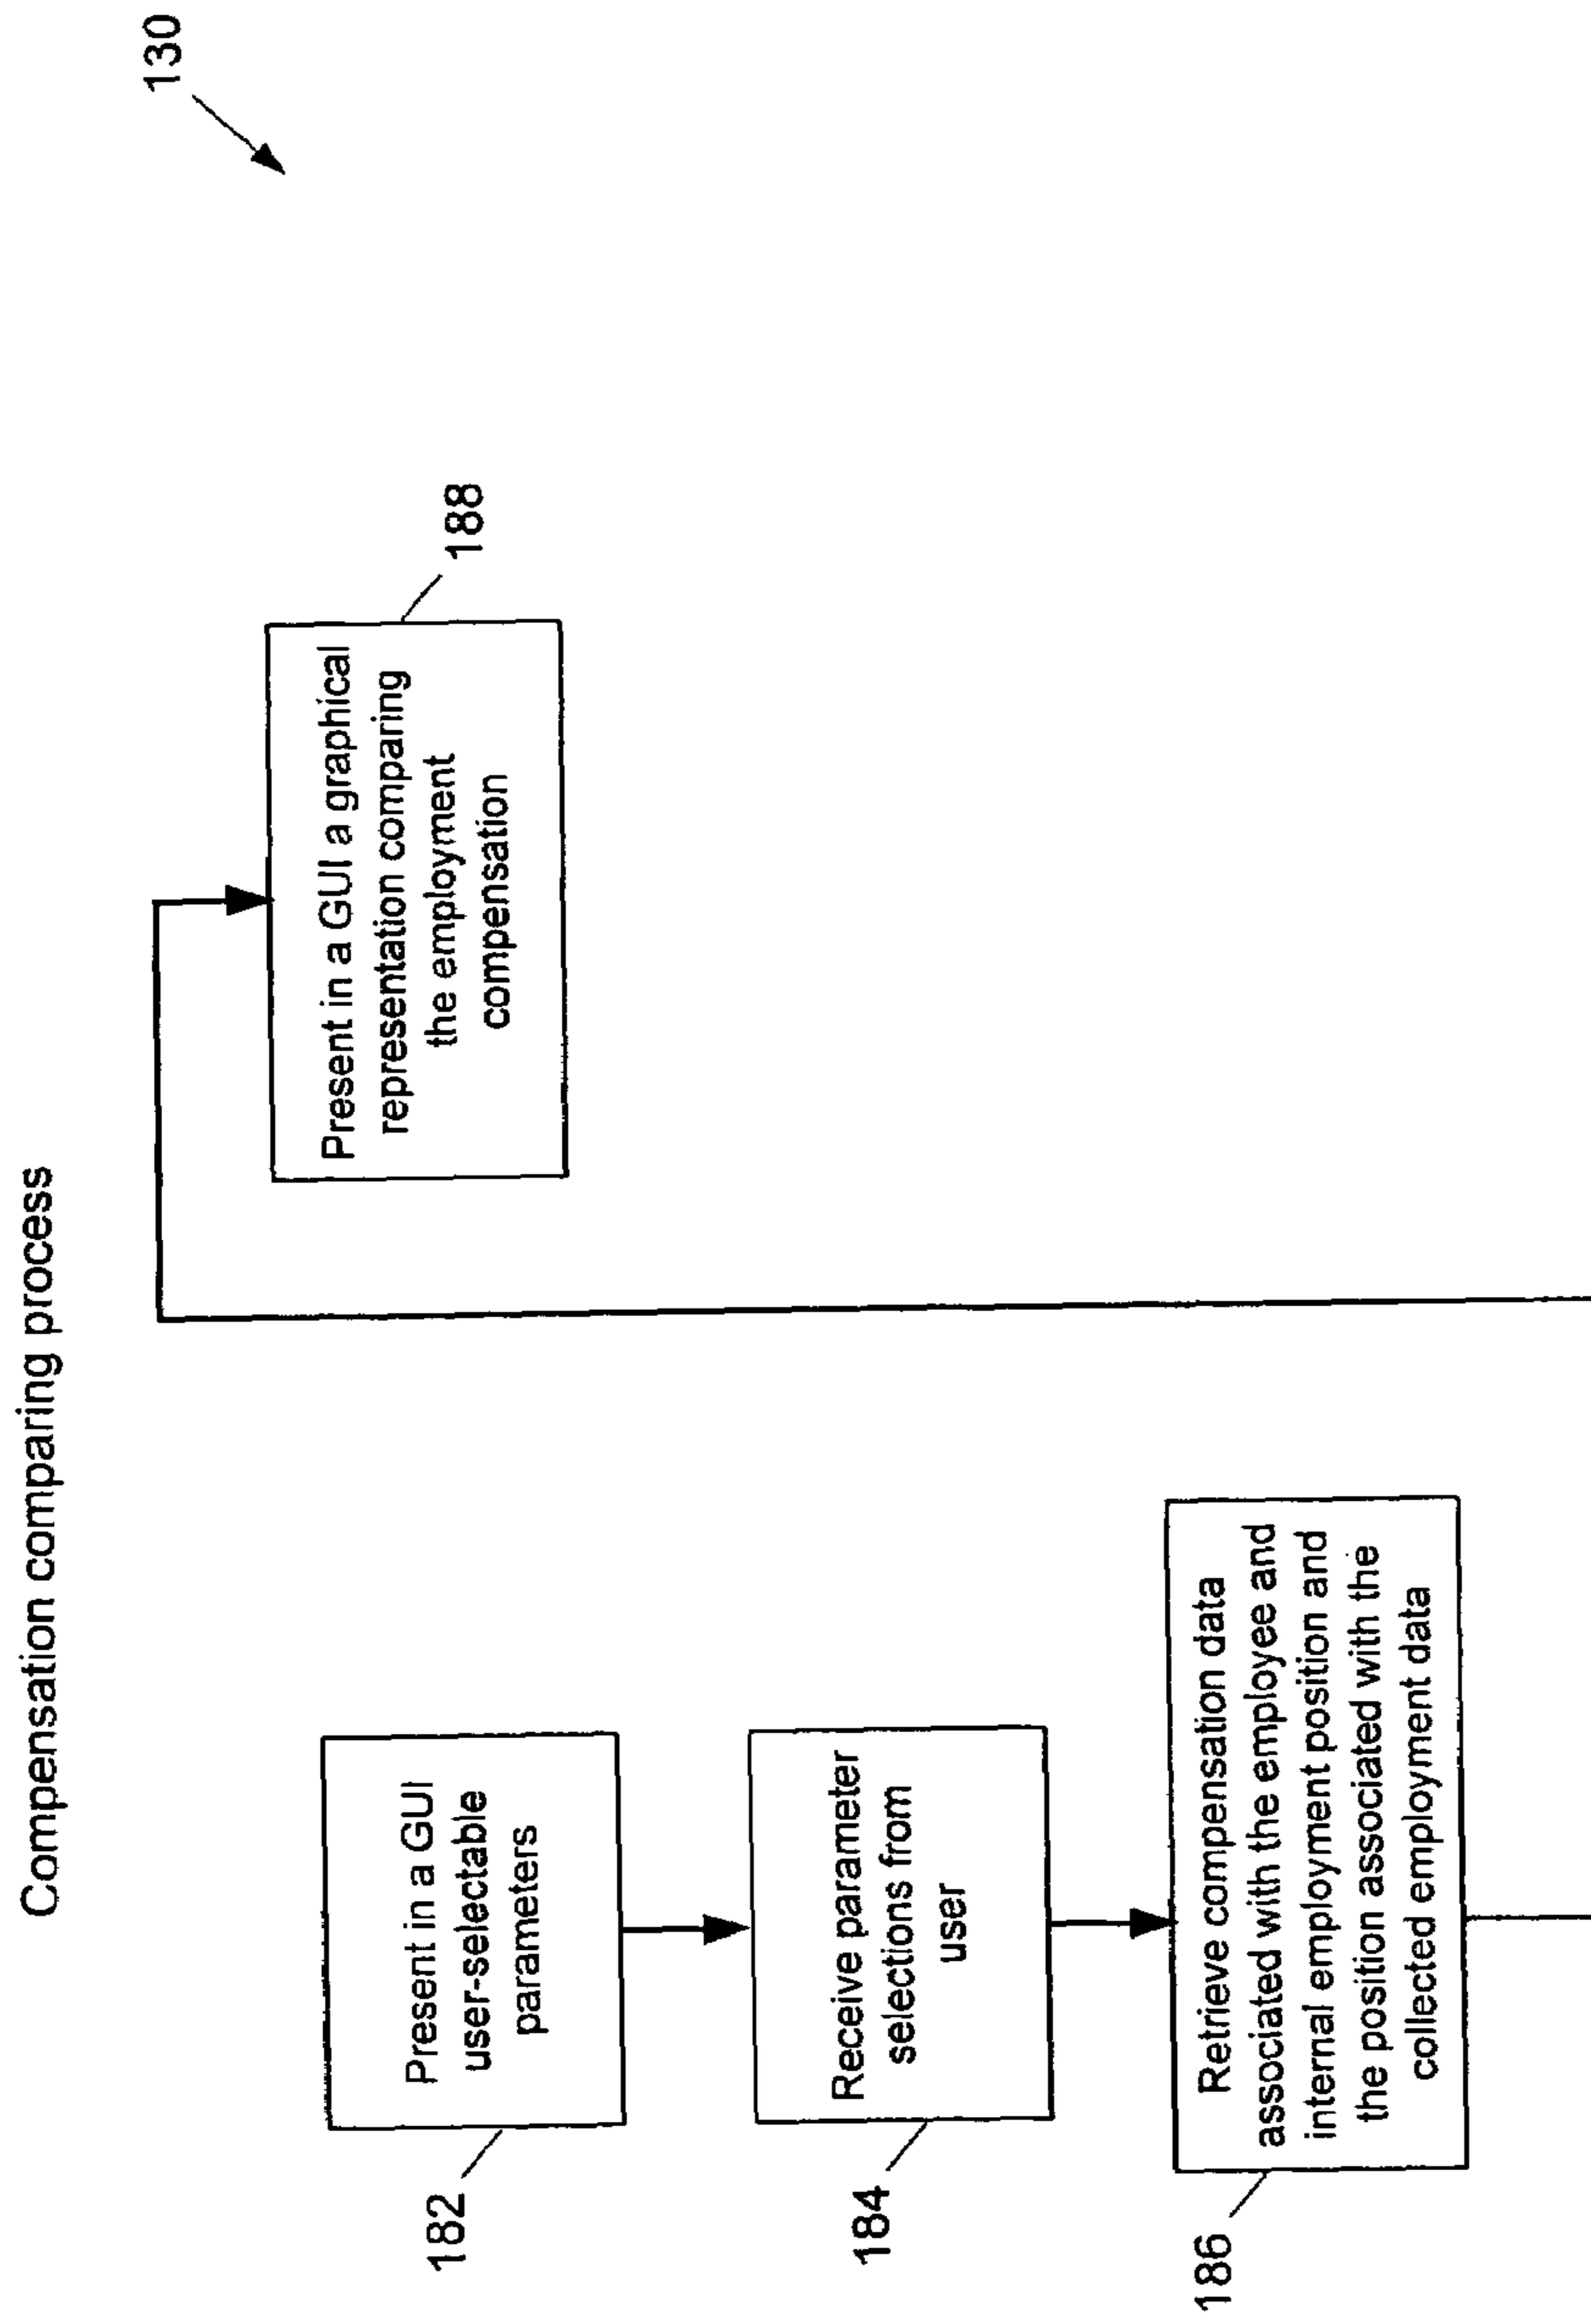 Compensation comparing process
130
182
Present in a GUI
user-selectable
parameters
184
Receive parameter
selections from
user
186
Retrieve compensation data
associated with the employee and
internal employment position and
the position associated with the
collected employment data
Present in a GUI a graphical
representation comparing
the employment
compensation
188